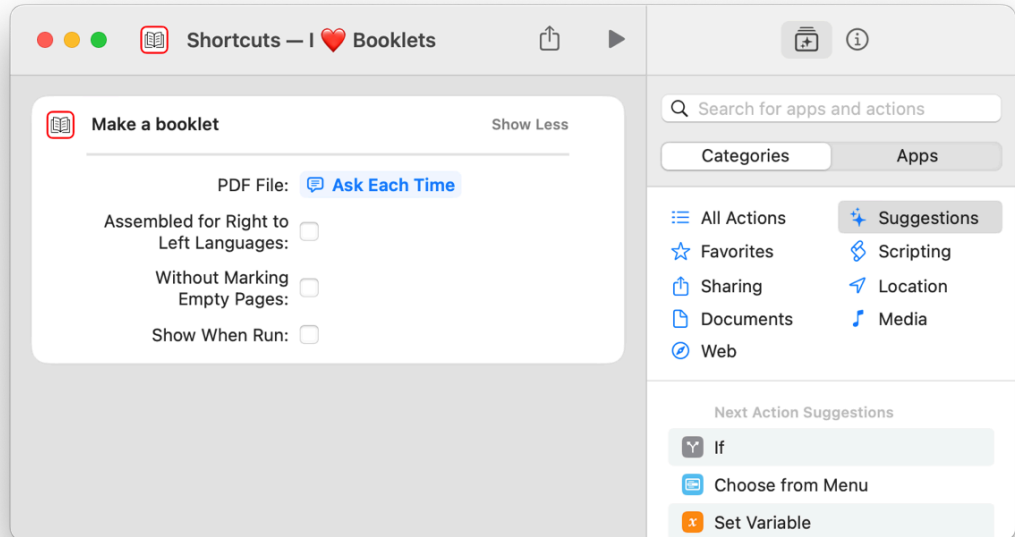 Shortcuts — I ❤️ Booklets
Make a booklet
Show Less
PDF File: Ask Each Time
Assembled for Right to
Left Languages:
Without Marking
Empty Pages:
Show When Run:
Search for apps and actions
Categories Apps
All Actions Suggestions
Favorites Scripting
Sharing Location
Documents Media
Web
Next Action Suggestions
If
Choose from Menu
x Set Variable